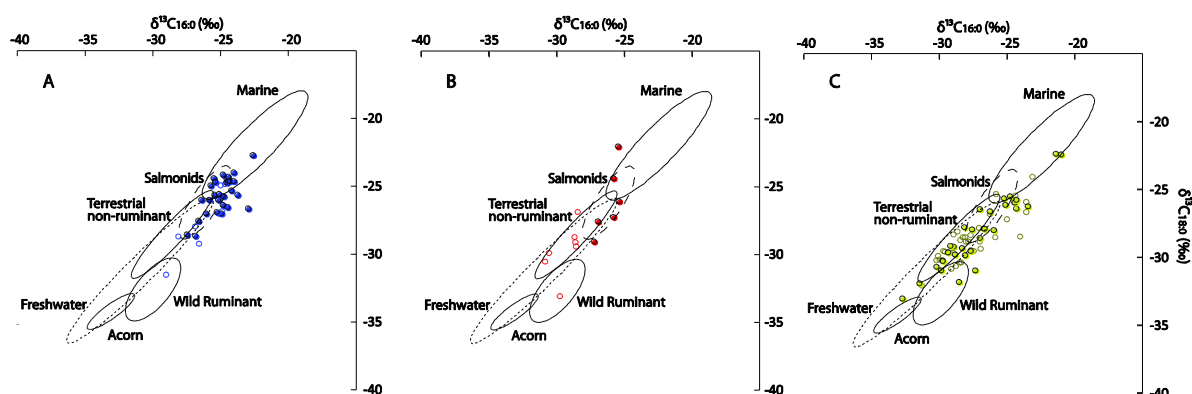 δ¹³C16:0 (‰)
-40 -35 -30 -25 -20
A
Marine
-20
Salmonids
-25
Terrestrial
non-ruminant
-30
Freshwater
Wild Ruminant
Acorn
-35
-40
δ¹³C16:0 (‰)
-40 -35 -30 -25 -20
B
Marine
-20
Salmonids
-25
Terrestrial
non-ruminant
-30
Freshwater
Wild Ruminant
Acorn
-35
-40
δ¹³C16:0 (‰)
-40 -35 -30 -25 -20
C
Marine
-20
Salmonids
-25
Terrestrial
non-ruminant
-30
Freshwater
Wild Ruminant
Acorn
-35
-40
δ¹³C18:0 (‰)